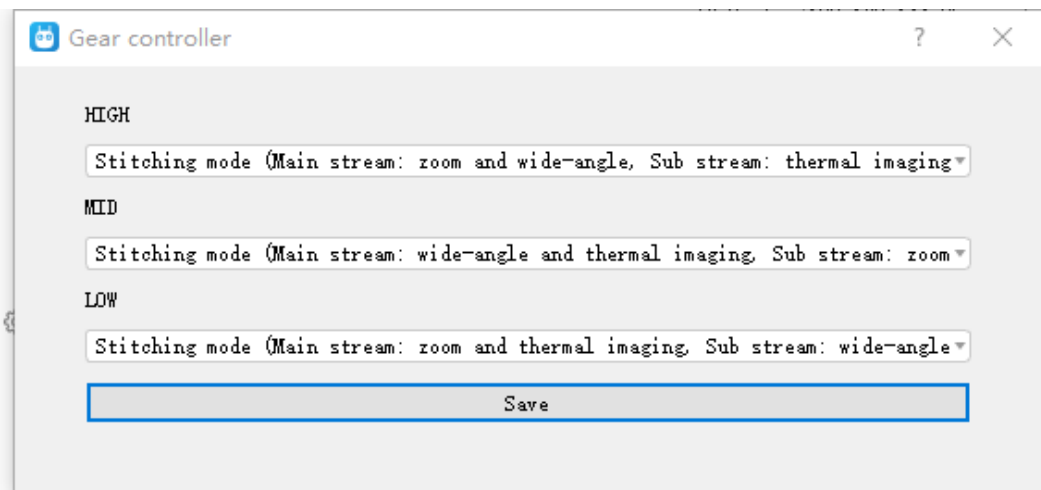 Gear controller
?
HIGH
Stitching mode (Main stream: zoom and wide-angle, Sub stream: thermal imaging
MID
Stitching mode (Main stream: wide-angle and thermal imaging, Sub stream: zoom
LOW
Stitching mode (Main stream: zoom and thermal imaging, Sub stream: wide-angle
Save